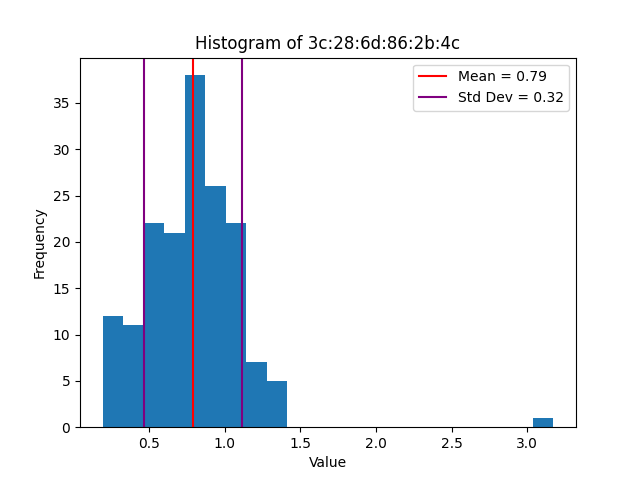 Histogram of 3c:28:6d:86:2b:4c
Mean = 0.79
Std Dev = 0.32
Frequency
35
30
25
20
15
10
5
0
0.5 1.0 1.5 2.0 2.5 3.0
Value